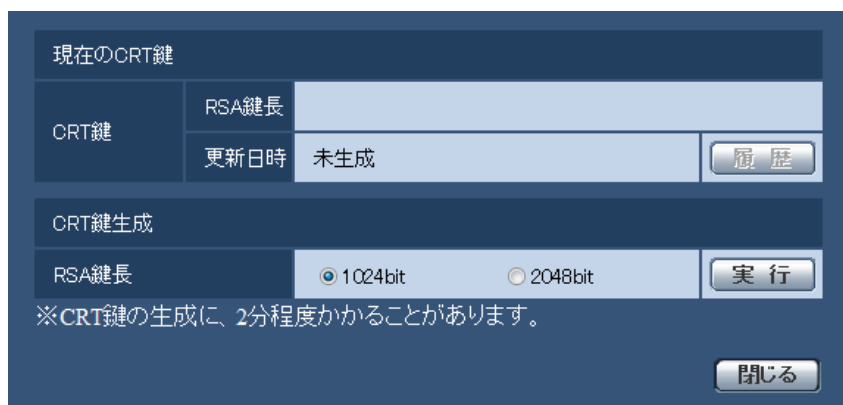 現在のCRT鍵
CRT鍵
RSA鍵長
更新日時 未生成 履 歴
CRT鍵生成
RSA鍵長 1024bit 2048bit 実 行
※CRT鍵の生成に、2分程度かかることがあります。
閉じる